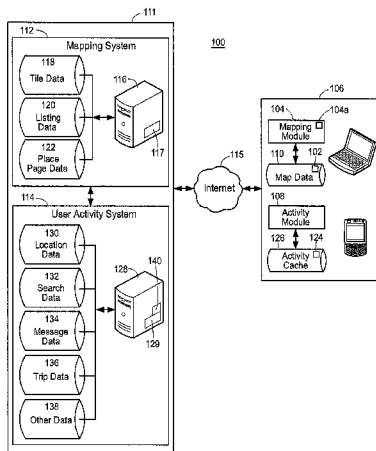 111
112
Mapping System
118
Tile Data
120
Listing Data
122
Place
Page Data
116
117
100
114
User Activity System
130
Location
Data
132
Search
Data
134
Message
Data
136
Trip Data
138
Other Data
128
140
129
115
Internet
106
104
104a
Mapping
Module
110
102
Map Data
108
Activity
Module
126
124
Activity
Cache